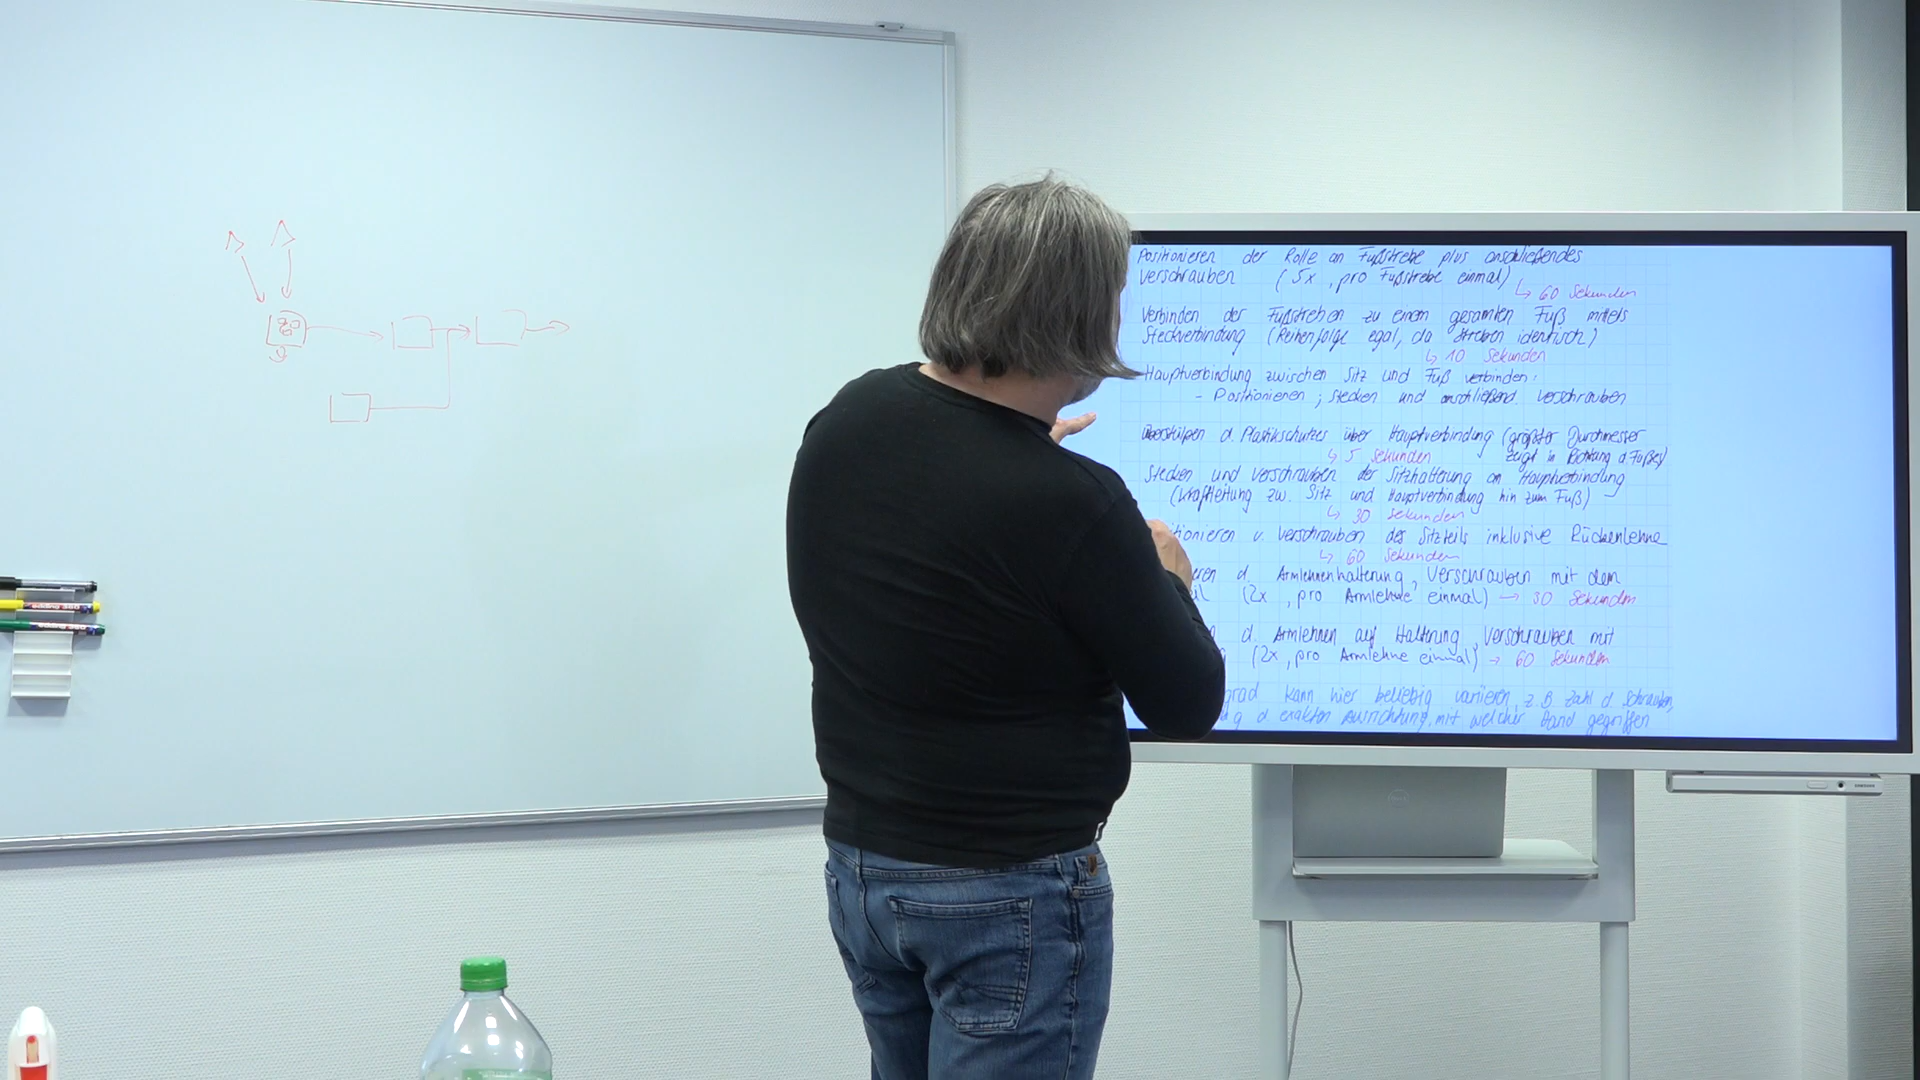 60
Positionieren der Rolle an Fußstrebe plus anschließendes
Verschrauben (5x, pro Fußstrebe einmal)
↳ 60 Sekunden
Verbinden der Fußstreben zu einem gesamten Fuß mittels
Steckverbindung (Reihenfolge egal, da Streben identisch)
↳ 10 Sekunden
Hauptverbindung zwischen Sitz und Fuß verbinden:
- Positionieren, stecken und anschließend verschrauben
Überstülpen d. Plastikschutzes über Hauptverbindung (größter Durchmesser
zeigt in Richtung d. Fußes)
↳ 5 Sekunden
Stecken und verschrauben der Sitzhalterung an Hauptverbindung
(Kraftleitung zw. Sitz und Hauptverbindung hin zum Fuß)
↳ 30 Sekunden
itionieren u. verschrauben des Sitzteils inklusive Rückenlehne
↳ 60 Sekunden
eren d. Armlehnenhalterung, Verschrauben mit dem
il (2x, pro Armlehne einmal) → 30 Sekunden
d. Armlehnen auf Halterung, Verschrauben mit
g (2x, pro Armlehne einmal) → 60 Sekunden
grad kann hier beliebig variieren, z.B. Zahl d. Schrauben,
g d. exakten Ausrichtung, mit welcher Hand gegriffen